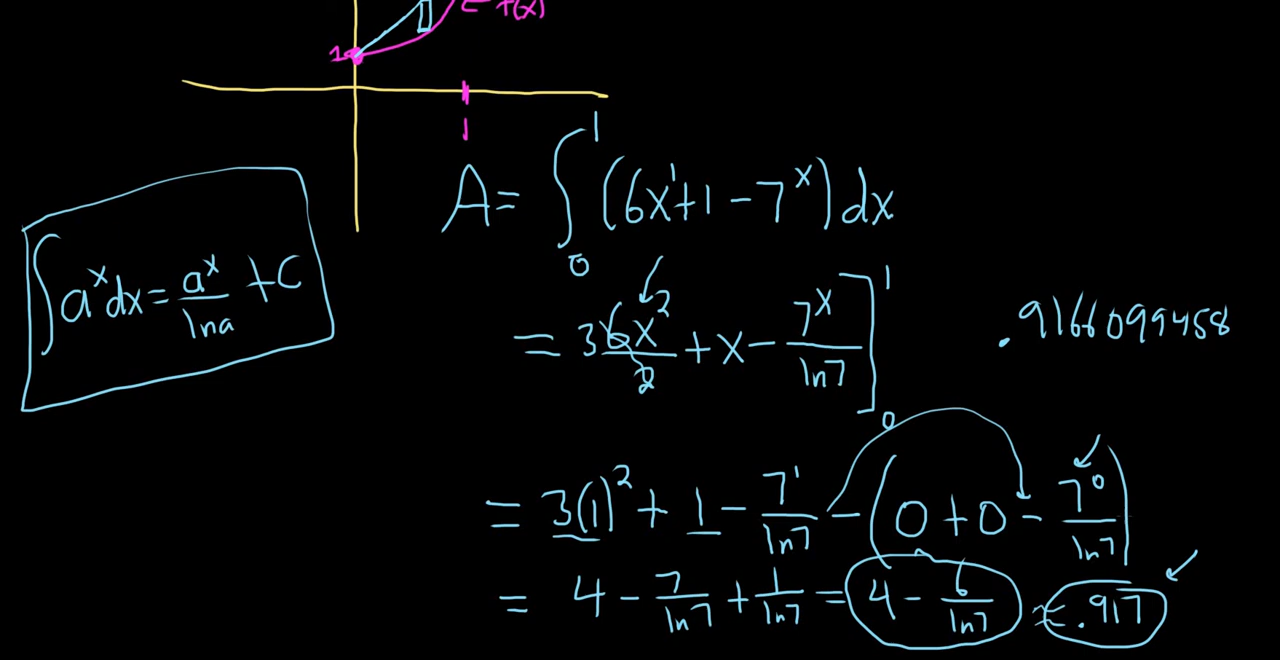 f(x)
1
1
A = ∫₀¹ (6x¹+1 - 7ˣ) dx
∫ aˣdx = aˣ/ln a + C
= 3 6x²/2 + x - 7ˣ/ln7 ]₀¹
.9166099458
= 3(1)² + 1 - 7¹/ln7 - (0 + 0 - 7⁰/ln7)
= 4 - 7/ln7 + 1/ln7 = 4 - 6/ln7 ≈ .917